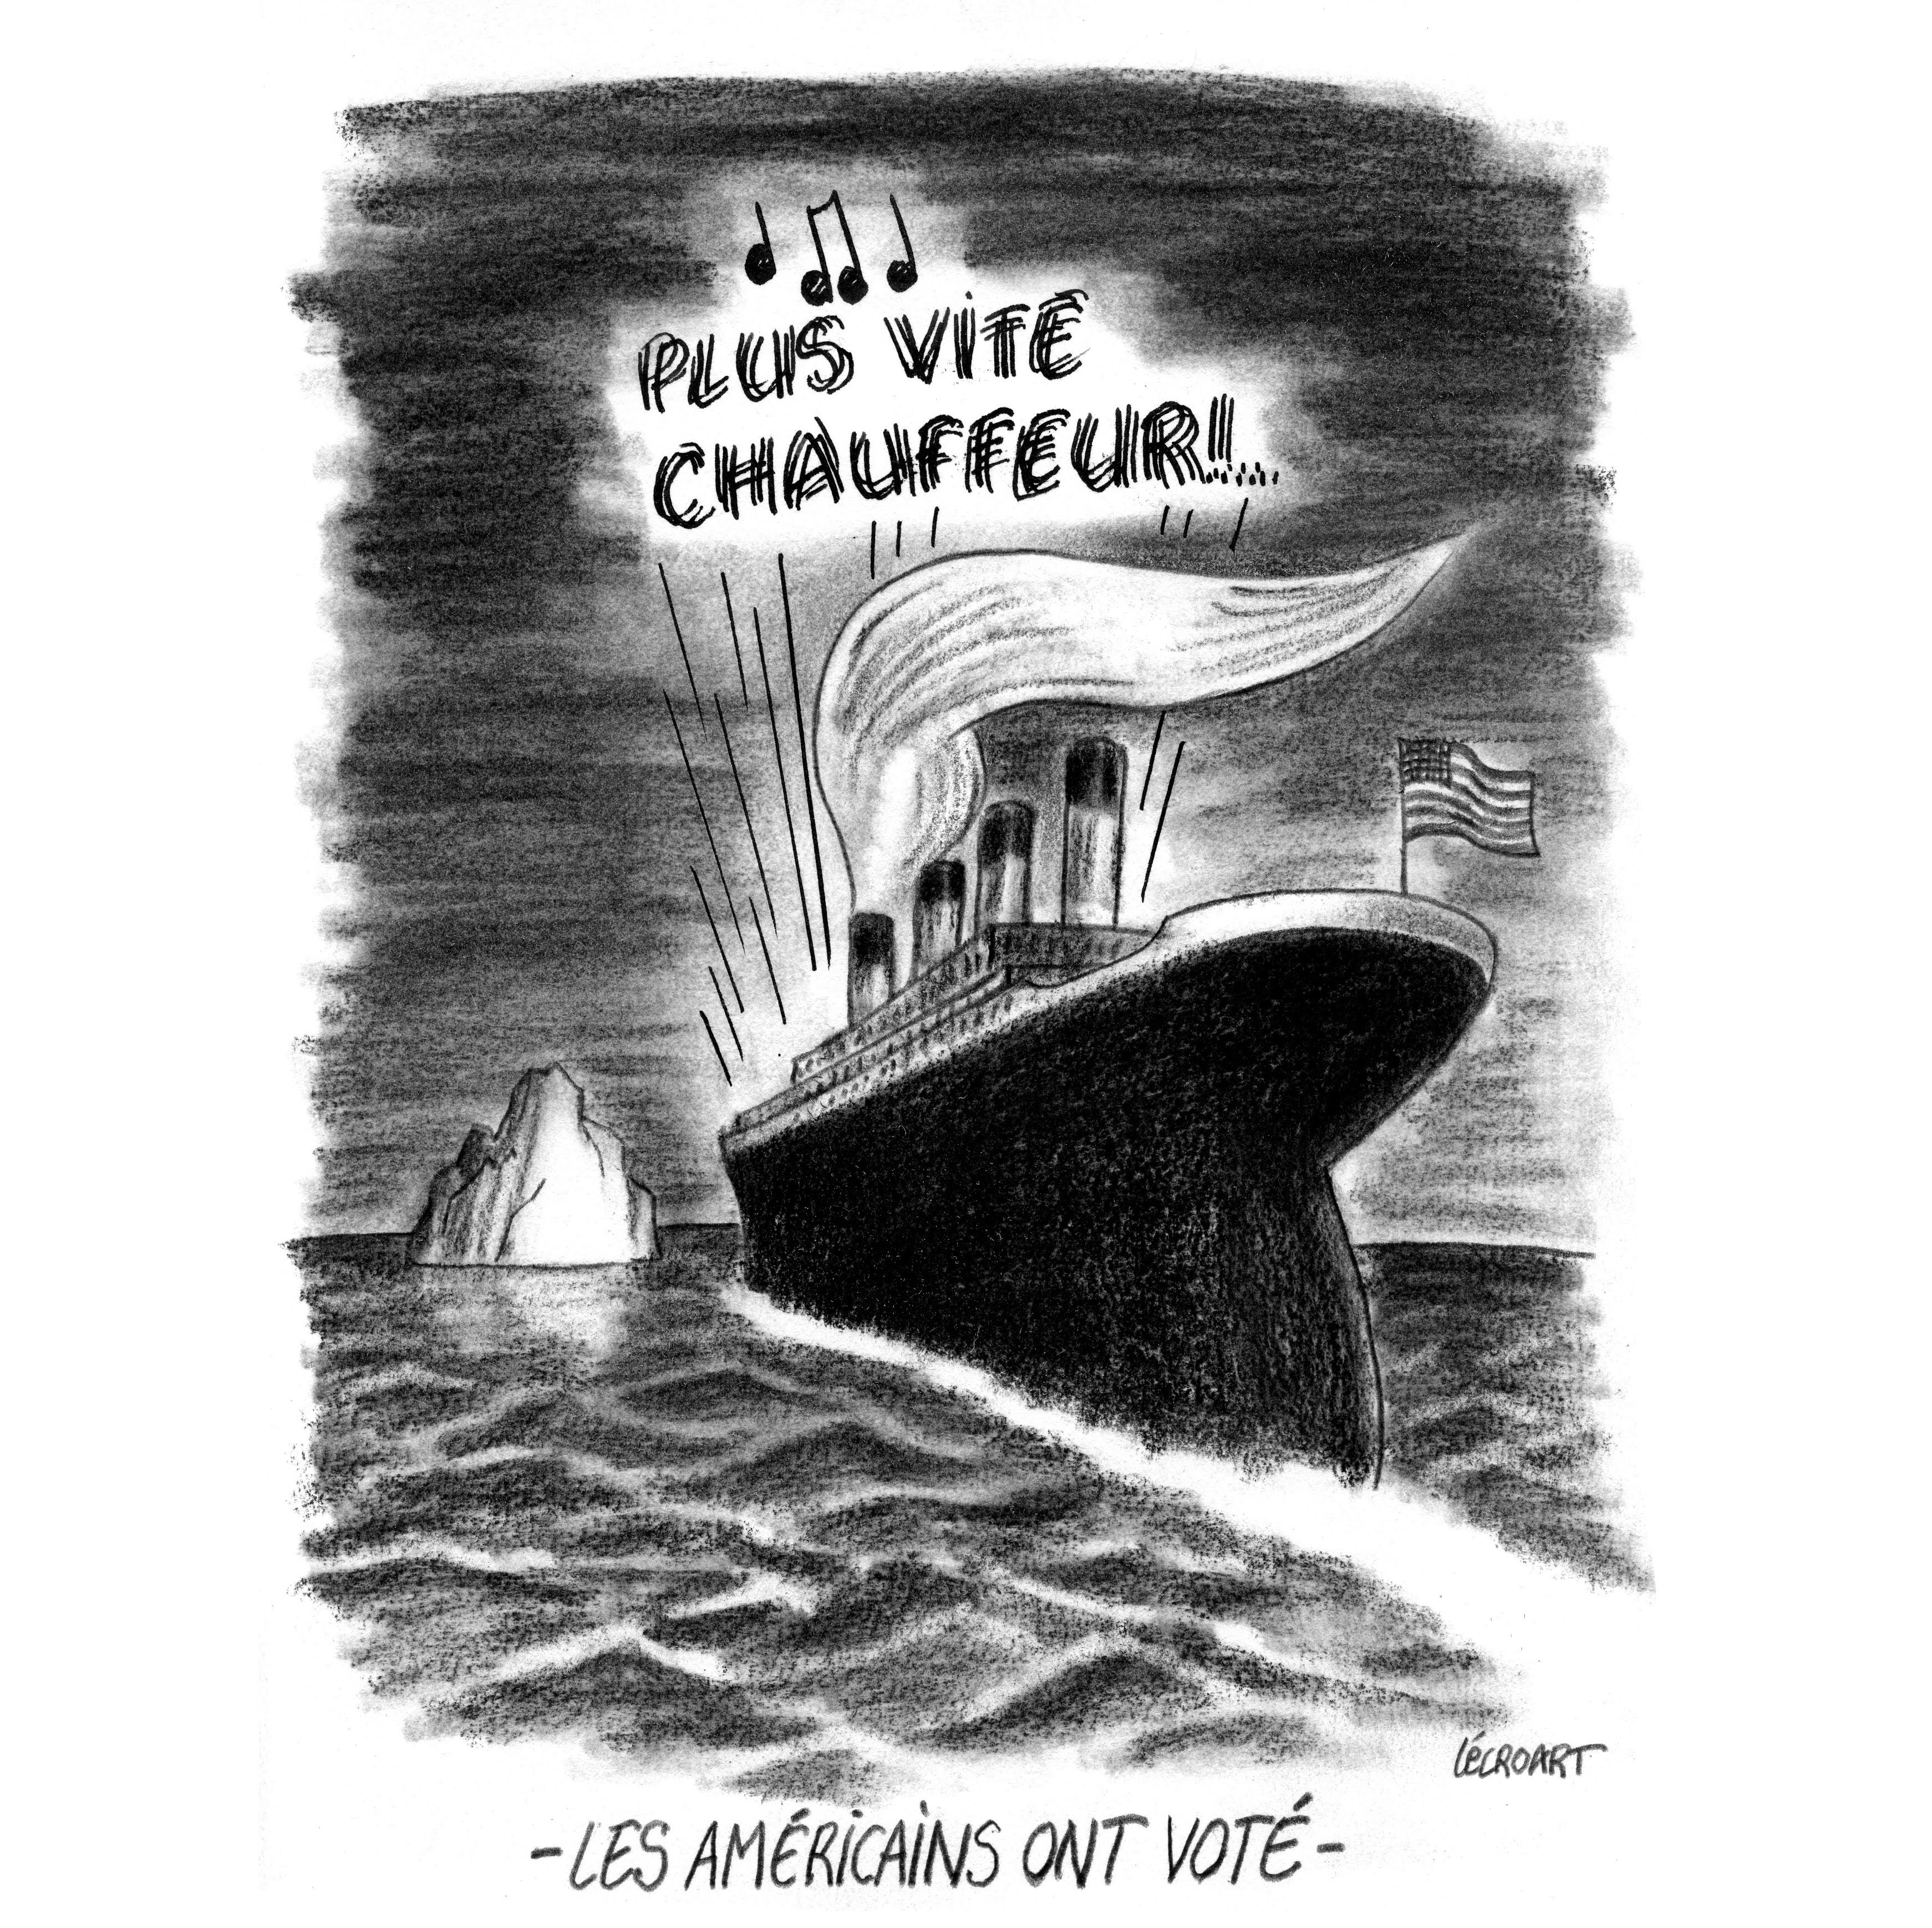 PLUS VITE
CHAUFFEUR!!...
LÉCROART
- LES AMÉRICAINS ONT VOTÉ -